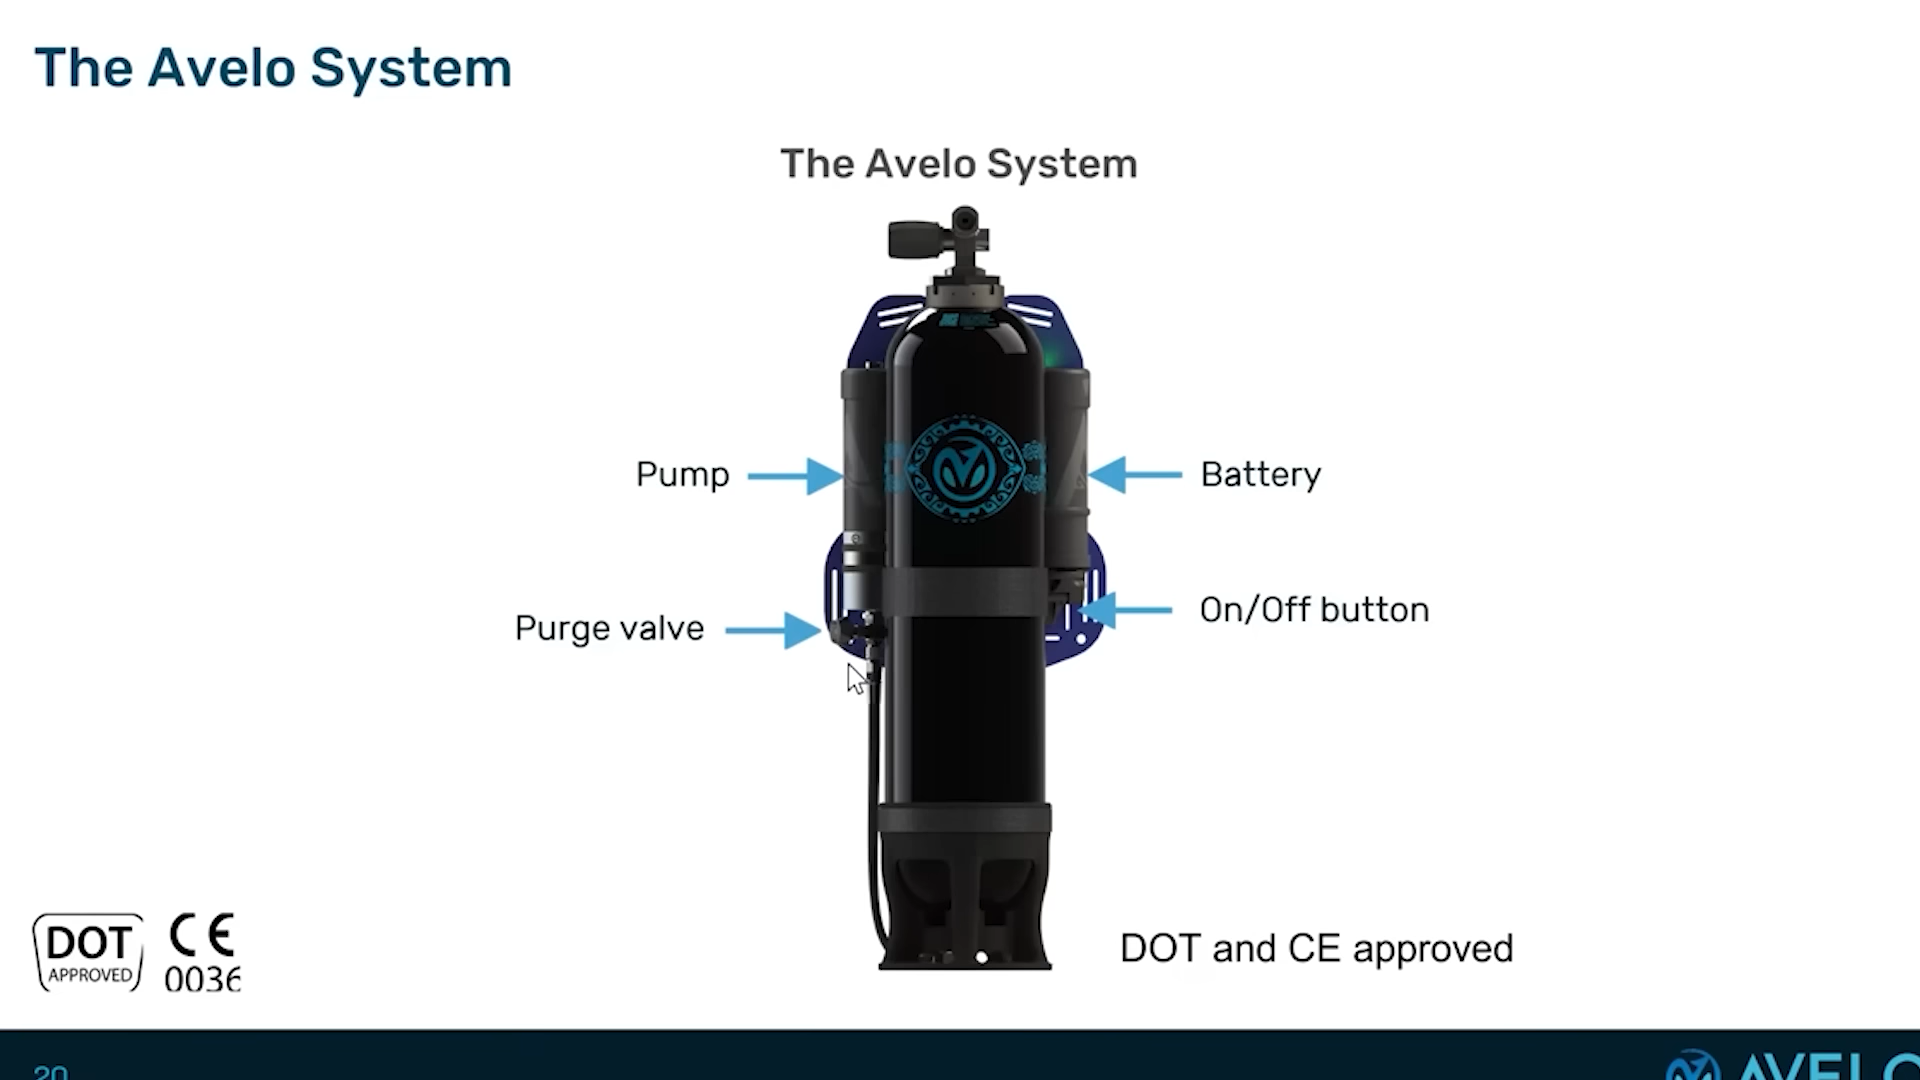 The Avelo System
The Avelo System
Pump
Battery
Purge valve
On/Off button
DOT
APPROVED
CE
0036
DOT and CE approved
20
AVELO